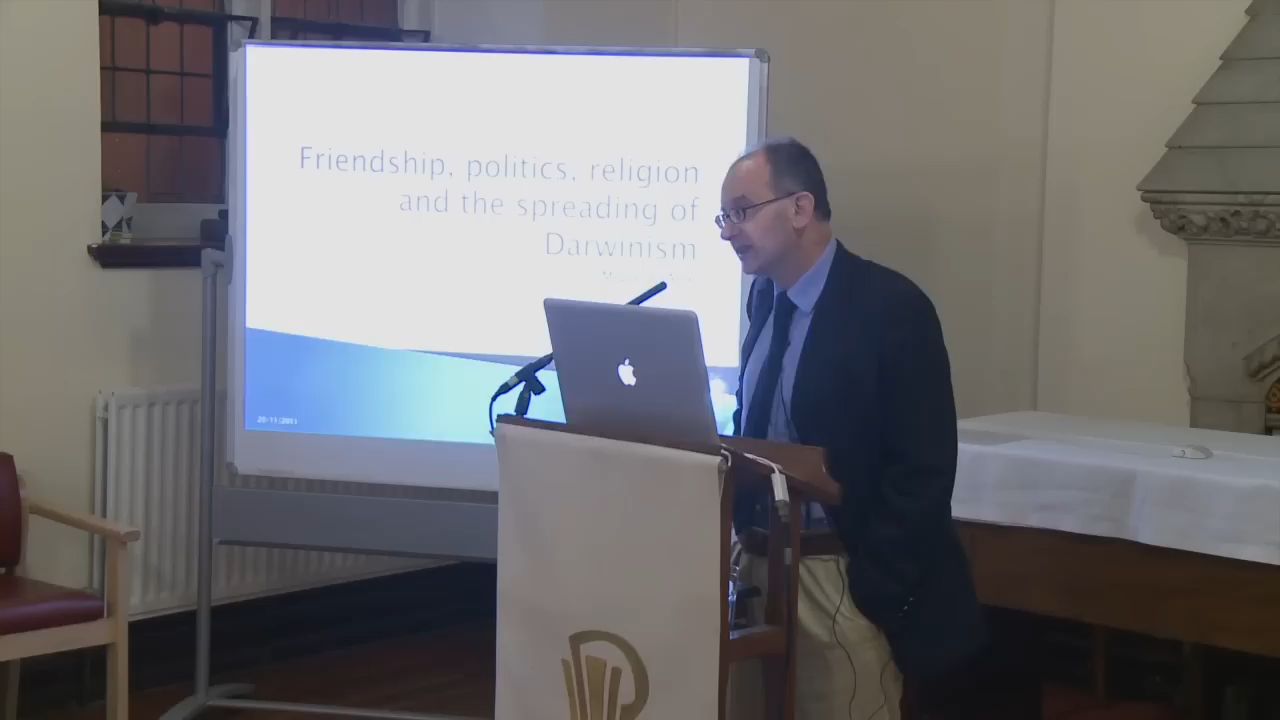 Friendship, politics, religion
and the spreading of
Darwinism
20/11/2011